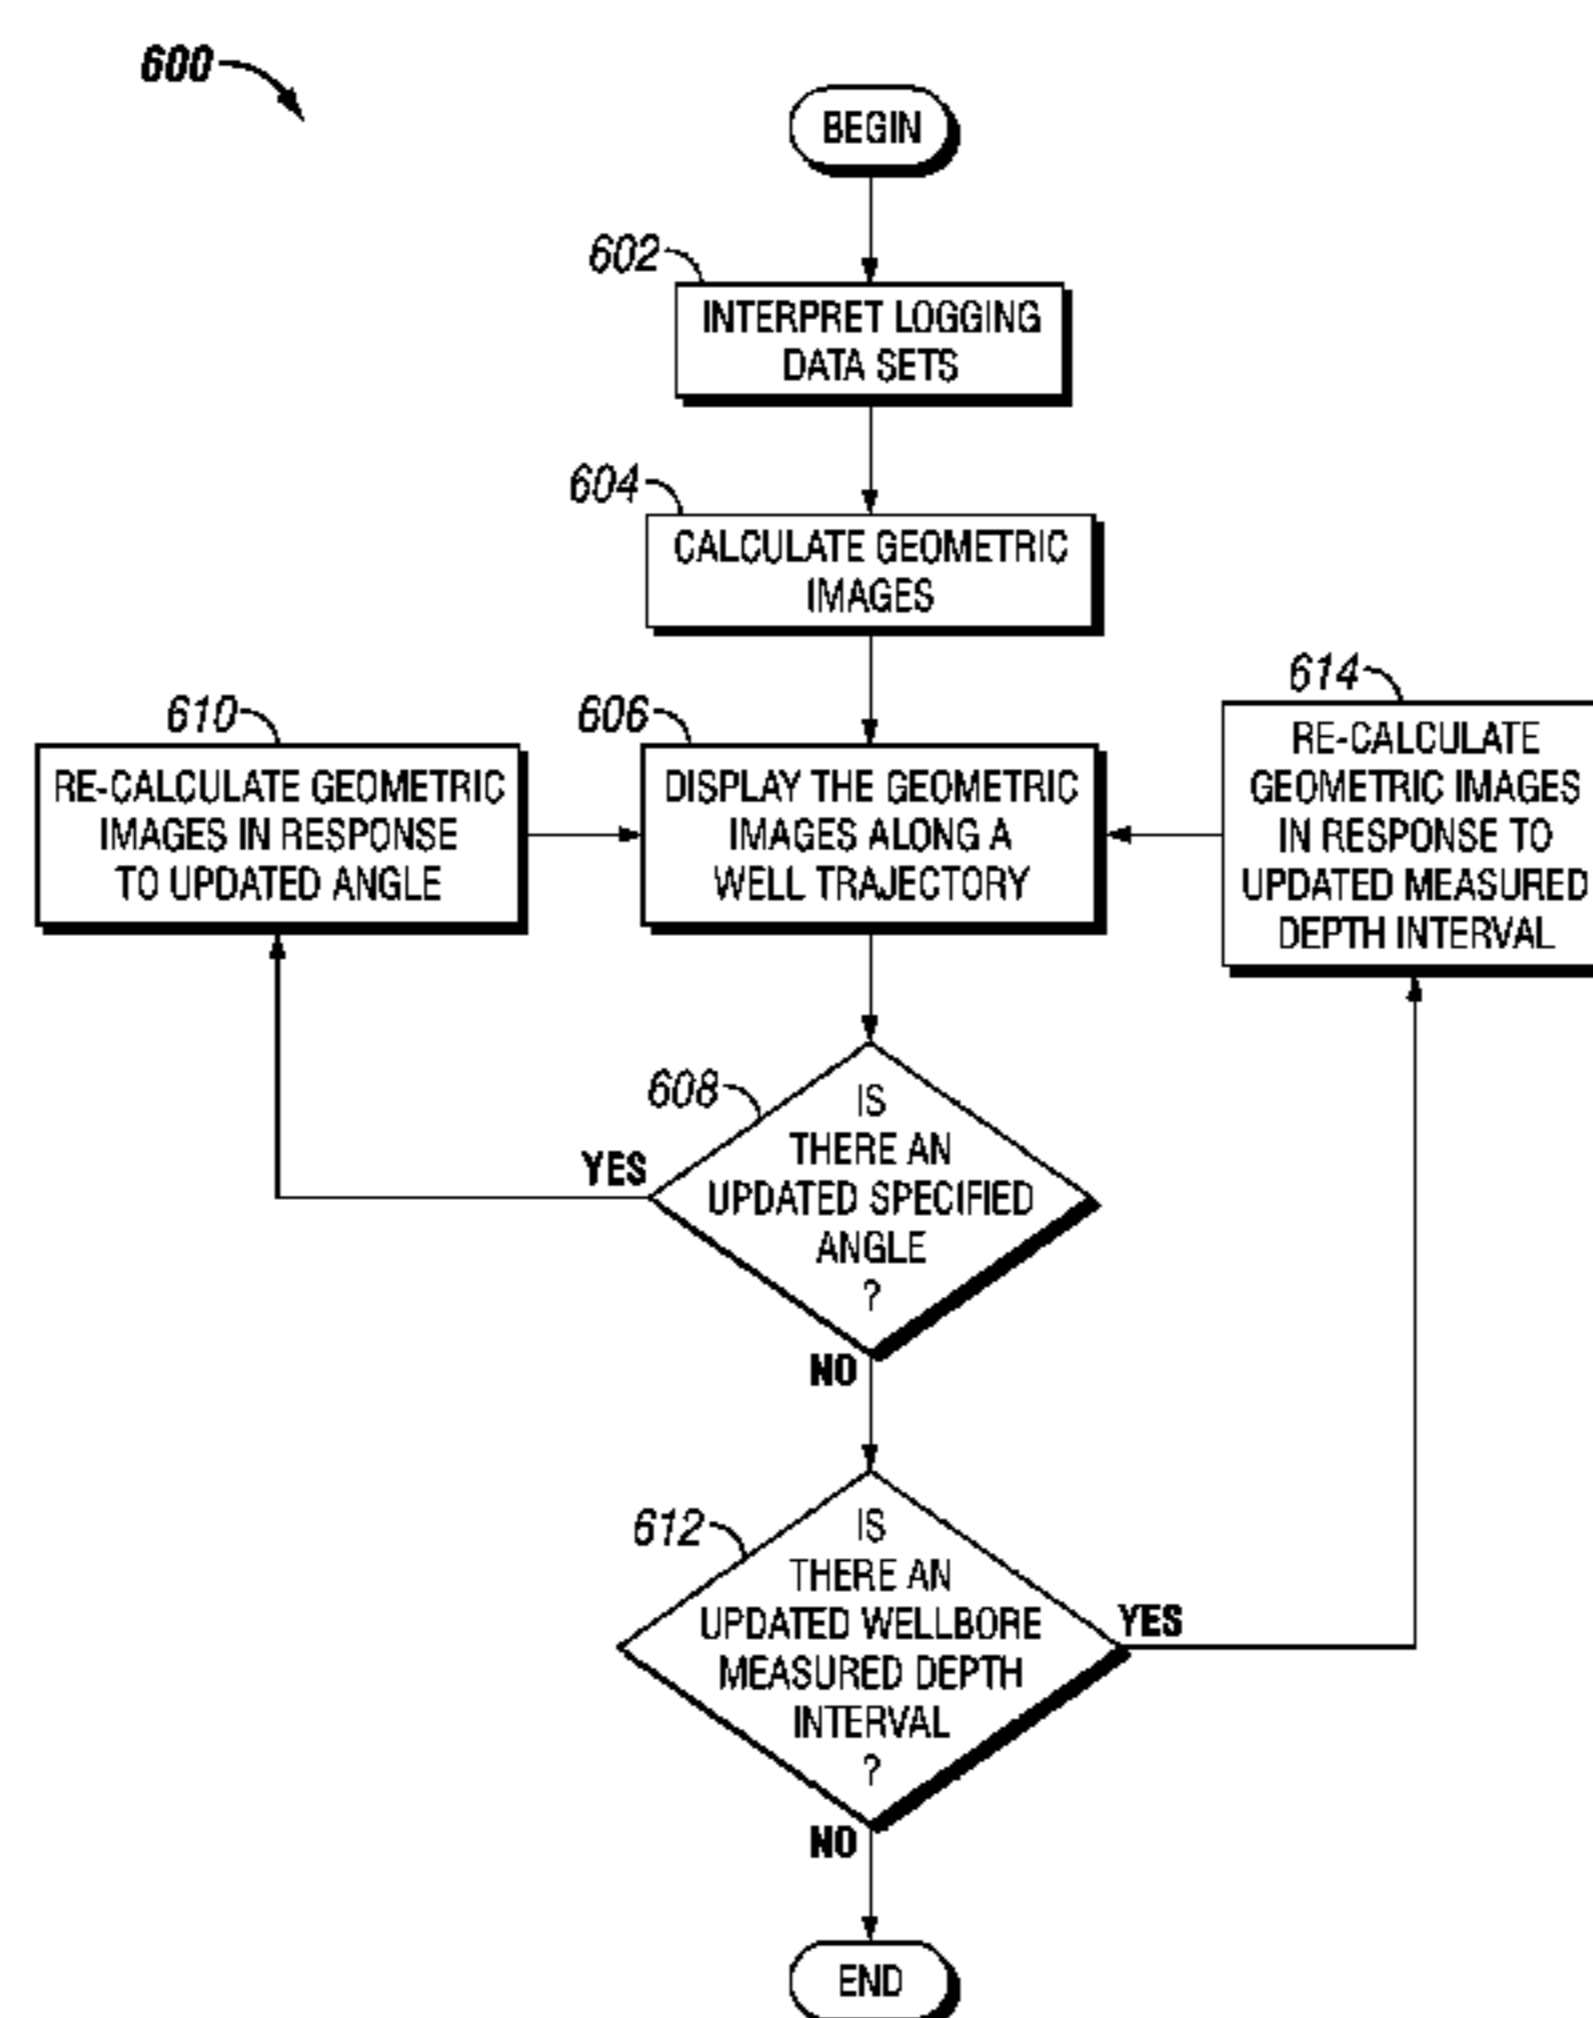 600
BEGIN
602
INTERPRET LOGGING
DATA SETS
604
CALCULATE GEOMETRIC
IMAGES
610
RE-CALCULATE GEOMETRIC
IMAGES IN RESPONSE
TO UPDATED ANGLE
606
DISPLAY THE GEOMETRIC
IMAGES ALONG A
WELL TRAJECTORY
614
RE-CALCULATE
GEOMETRIC IMAGES
IN RESPONSE TO
UPDATED MEASURED
DEPTH INTERVAL
608
IS
THERE AN
UPDATED SPECIFIED
ANGLE
?
YES
NO
612
IS
THERE AN
UPDATED WELLBORE
MEASURED DEPTH
INTERVAL
?
YES
NO
END